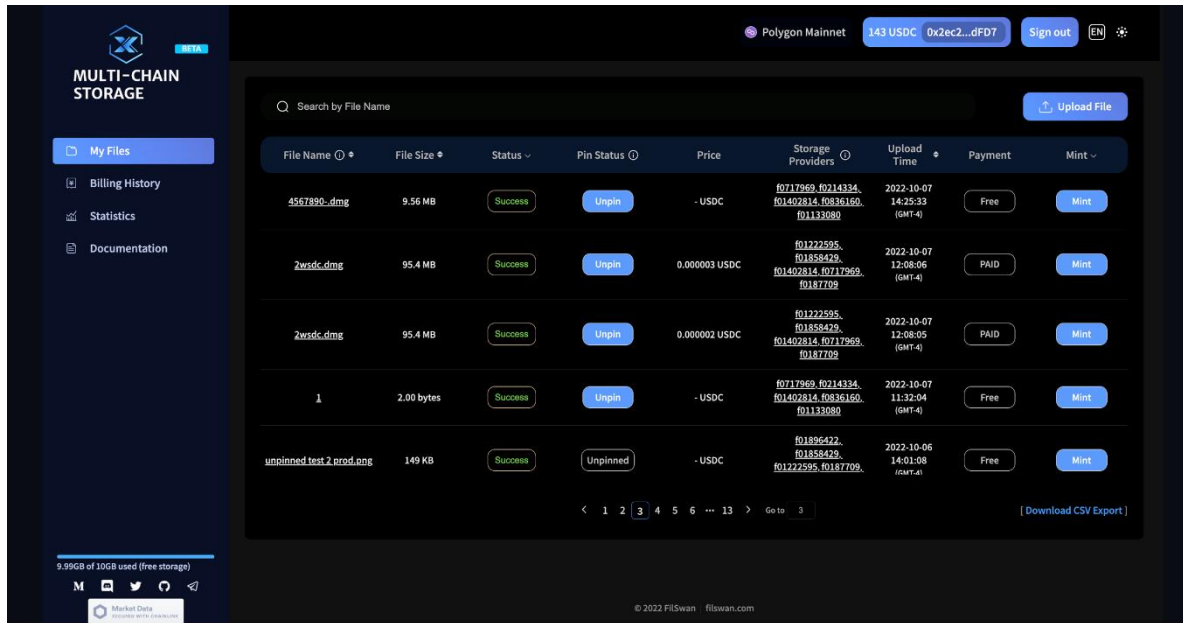 BETA
MULTI-CHAIN
STORAGE
Polygon Mainnet
143 USDC 0x2ec2...dFD7
Sign out
EN
Search by File Name
Upload File
My Files
Billing History
Statistics
Documentation
File Name File Size Status Pin Status Price Storage Providers Upload Time Payment Mint
4567890-.dmg 9.56 MB Success Unpin - USDC f0717969, f0214334, f01402814, f0836160, f01133080 2022-10-07 14:25:33 (GMT-4) Free Mint
2wsdc.dmg 95.4 MB Success Unpin 0.000003 USDC f01222595, f01858429, f01402814, f0717969, f0187709 2022-10-07 12:08:06 (GMT-4) PAID Mint
2wsdc.dmg 95.4 MB Success Unpin 0.000002 USDC f01222595, f01858429, f01402814, f0717969, f0187709 2022-10-07 12:08:05 (GMT-4) PAID Mint
1 2.00 bytes Success Unpin - USDC f0717969, f0214334, f01402814, f0836160, f01133080 2022-10-07 11:32:04 (GMT-4) Free Mint
unpinned test 2 prod.png 149 KB Success Unpinned - USDC f01896422, f01858429, f01222595, f0187709, 2022-10-06 14:01:08 (GMT-4) Free Mint
< 1 2 3 4 5 6 ··· 13 > Go to 3
[ Download CSV Export ]
9.99GB of 10GB used (free storage)
Market Data
SECURED WITH CHAINLINK
© 2022 FilSwan filswan.com